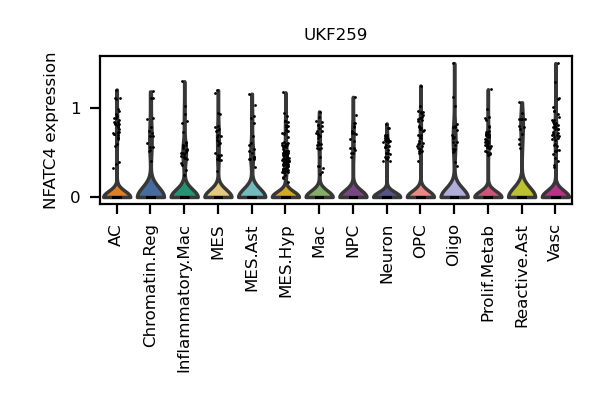 UKF259
NFATC4 expression
1
0
AC
Chromatin.Reg
Inflammatory.Mac
MES
MES.Ast
MES.Hyp
Mac
NPC
Neuron
OPC
Oligo
Prolif.Metab
Reactive.Ast
Vasc